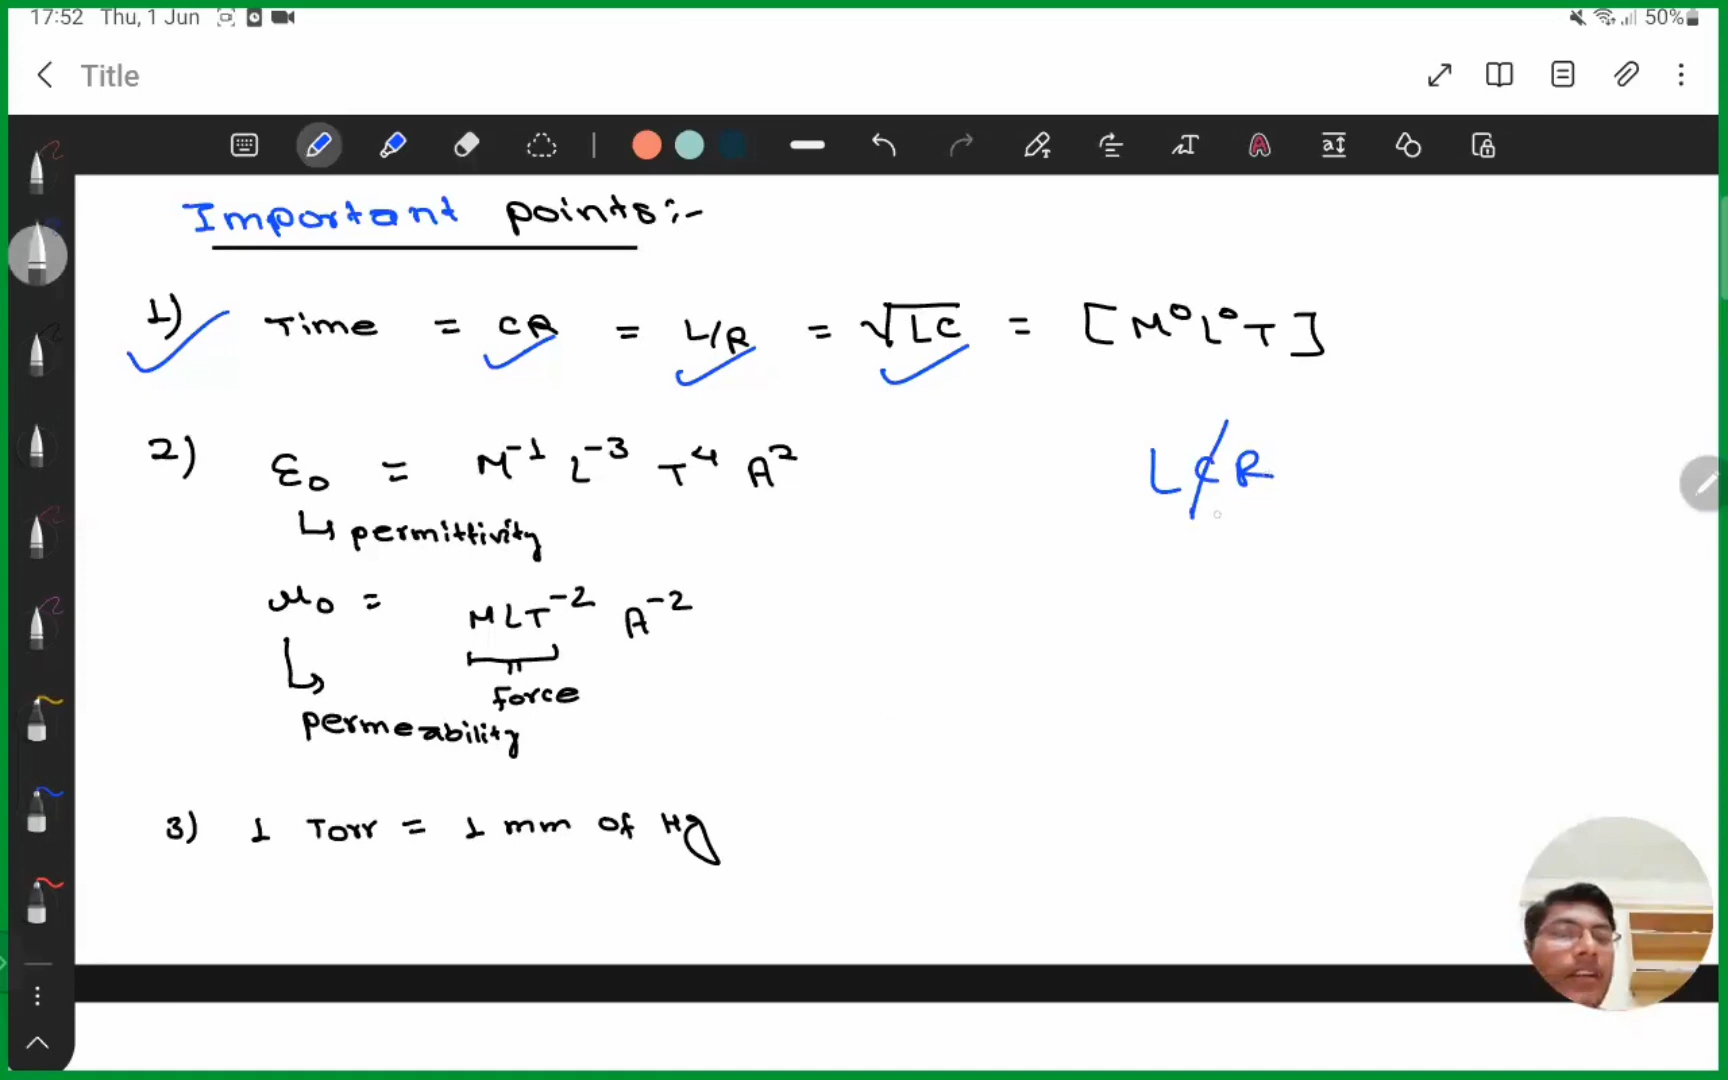 17:52 Thu, 1 Jun 50%
Title
Important points:-
1) Time = CR = L/R = √LC = [M⁰L⁰T]
2) ε₀ = M⁻¹ L⁻³ T⁴ A²
LCR
↳ permittivity
μ₀ = MLT⁻² A⁻²
force
↳ permeability
3) 1 Torr = 1 mm of Hg